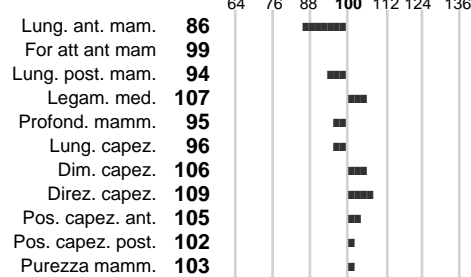 64 76 88 100 112 124 136
Lung. ant. mam. 86
For att ant mam 99
Lung. post. mam. 94
Legam. med. 107
Profond. mamm. 95
Lung. capez. 96
Dim. capez. 106
Direz. capez. 109
Pos. capez. ant. 105
Pos. capez. post. 102
Purezza mamm. 103